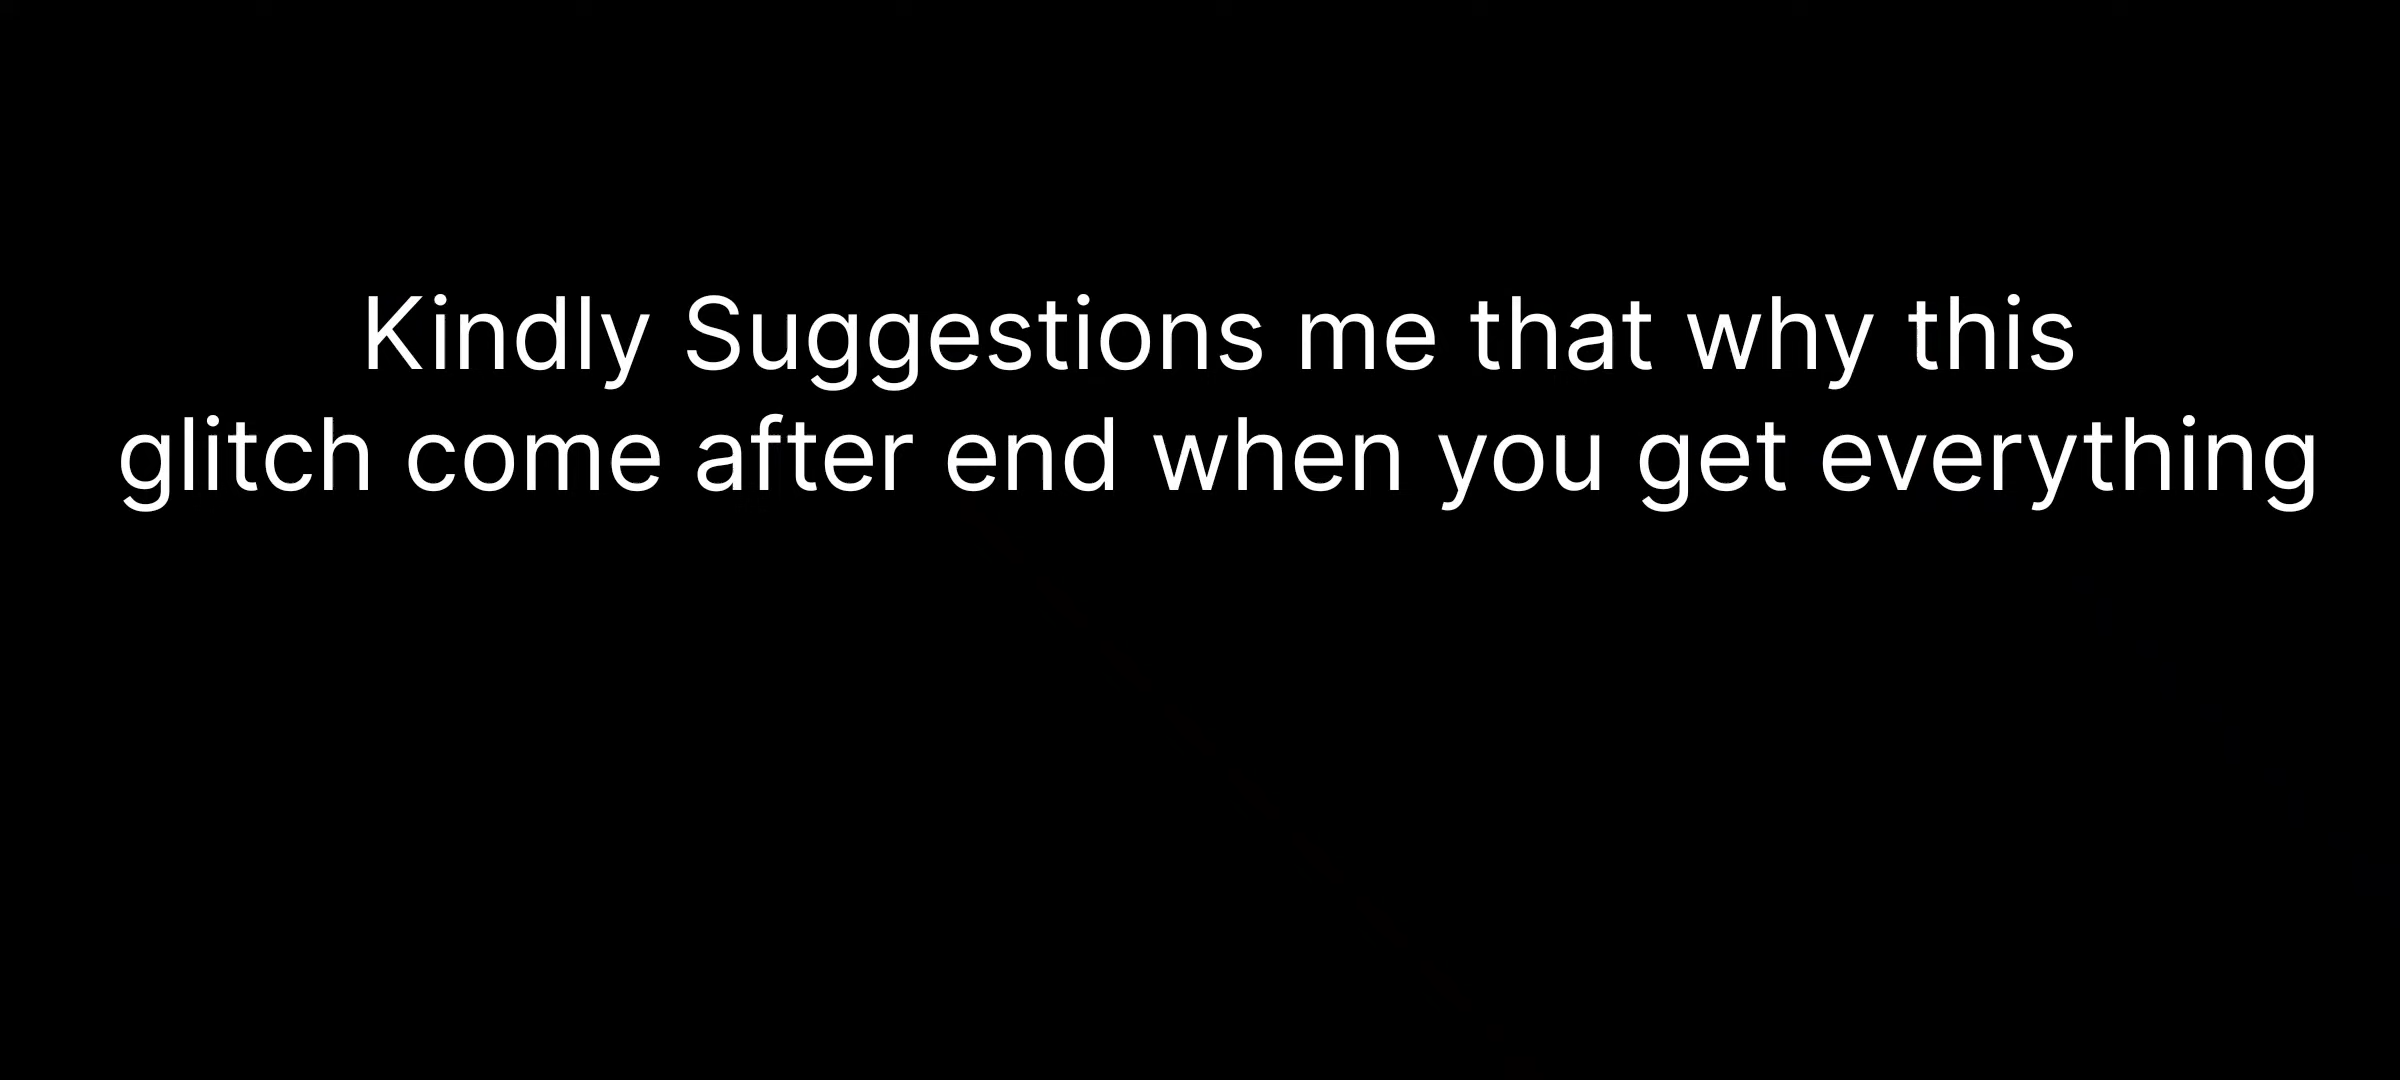 Kindly Suggestions me that why this
glitch come after end when you get everything